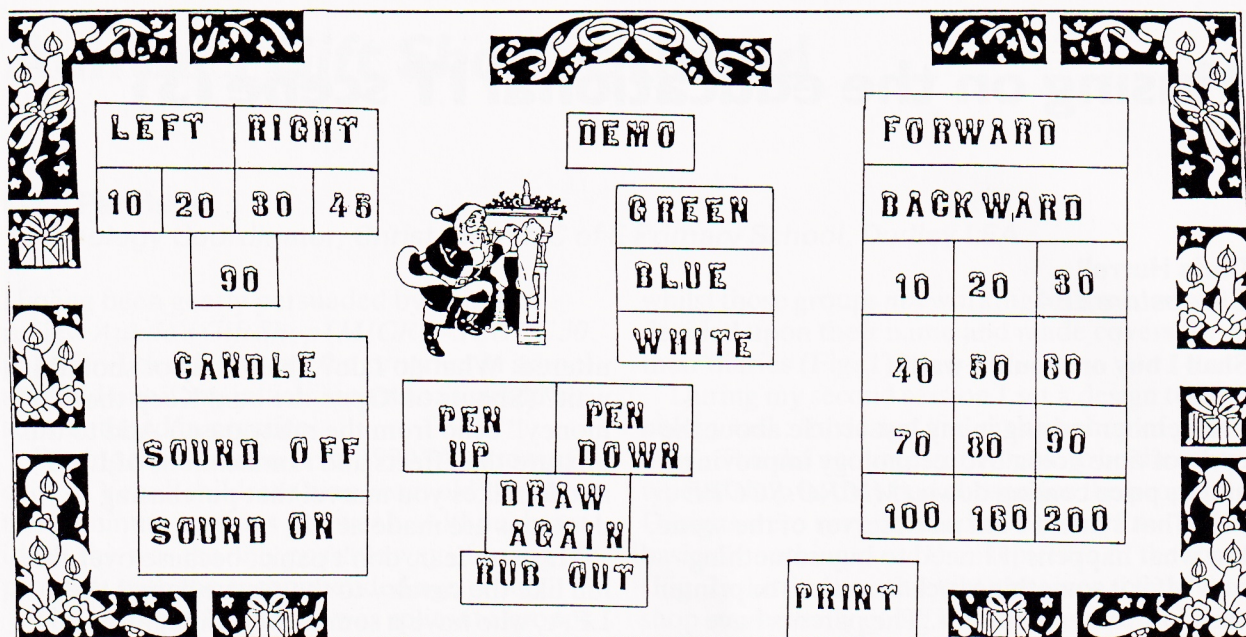 LEFT RIGHT
10 20 30 45
90
CANDLE
SOUND OFF
SOUND ON
DEMO
GREEN
BLUE
WHITE
PEN UP
PEN DOWN
DRAW
AGAIN
RUB OUT
FORWARD
BACKWARD
10 20 30
40 50 60
70 80 90
100 150 200
PRINT